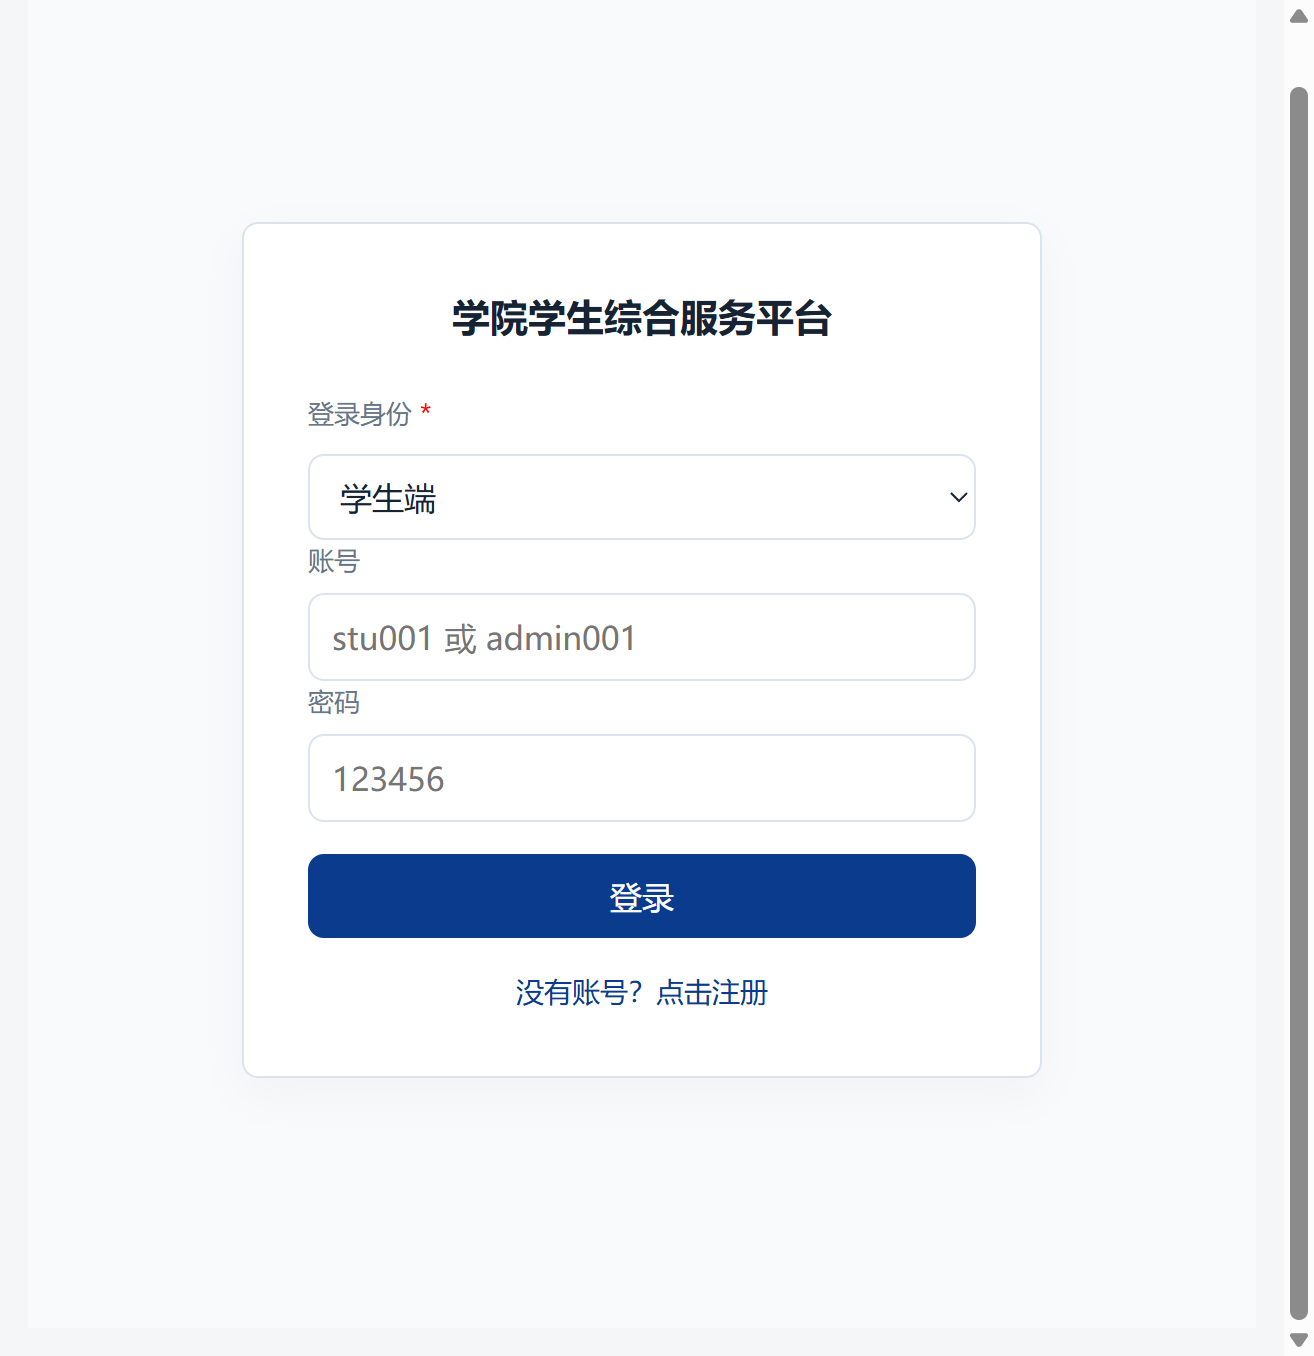 学院学生综合服务平台
登录身份 *
学生端
账号
stu001 或 admin001
密码
123456
登录
没有账号？点击注册